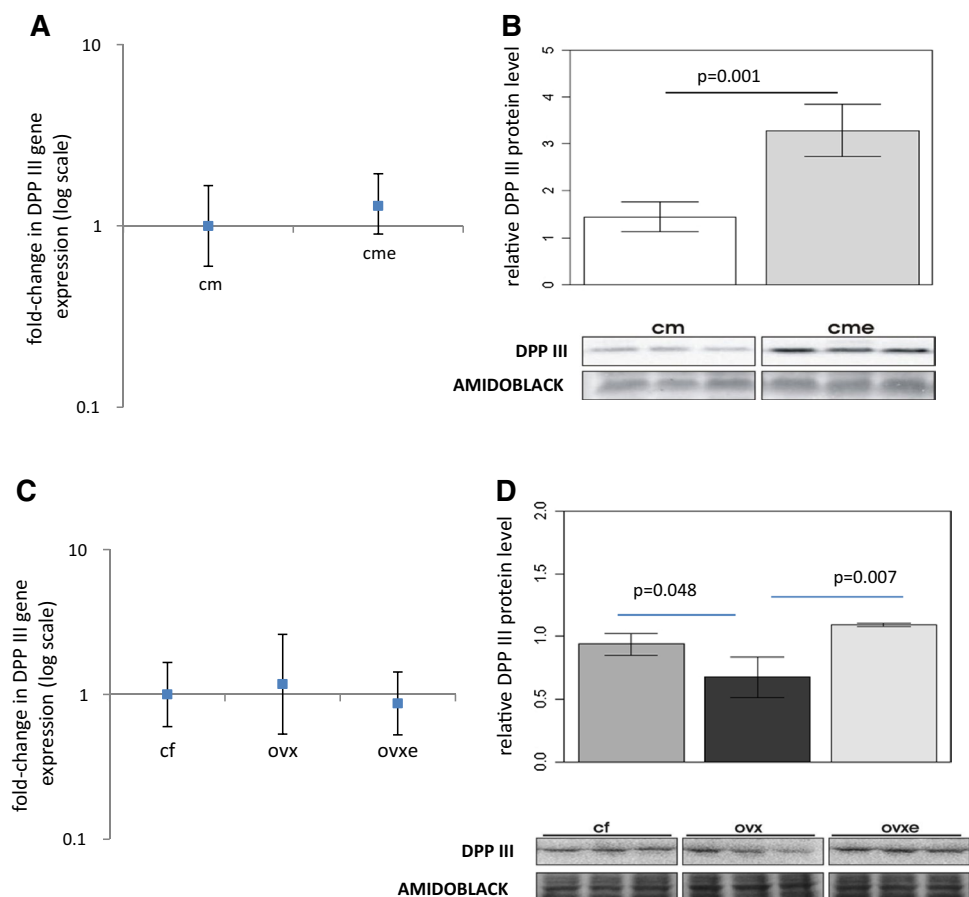 A
fold-change in DPP III gene
expression (log scale)
10
1
0.1
cm
cme
B
relative DPP III protein level
5
4
3
2
1
0
p=0.001
cm
cme
DPP III
AMIDOBLACK
C
fold-change in DPP III gene
expression (log scale)
10
1
0.1
cf
ovx
ovxe
D
relative DPP III protein level
2.0
1.5
1.0
0.5
0.0
p=0.048
p=0.007
cf
ovx
ovxe
DPP III
AMIDOBLACK